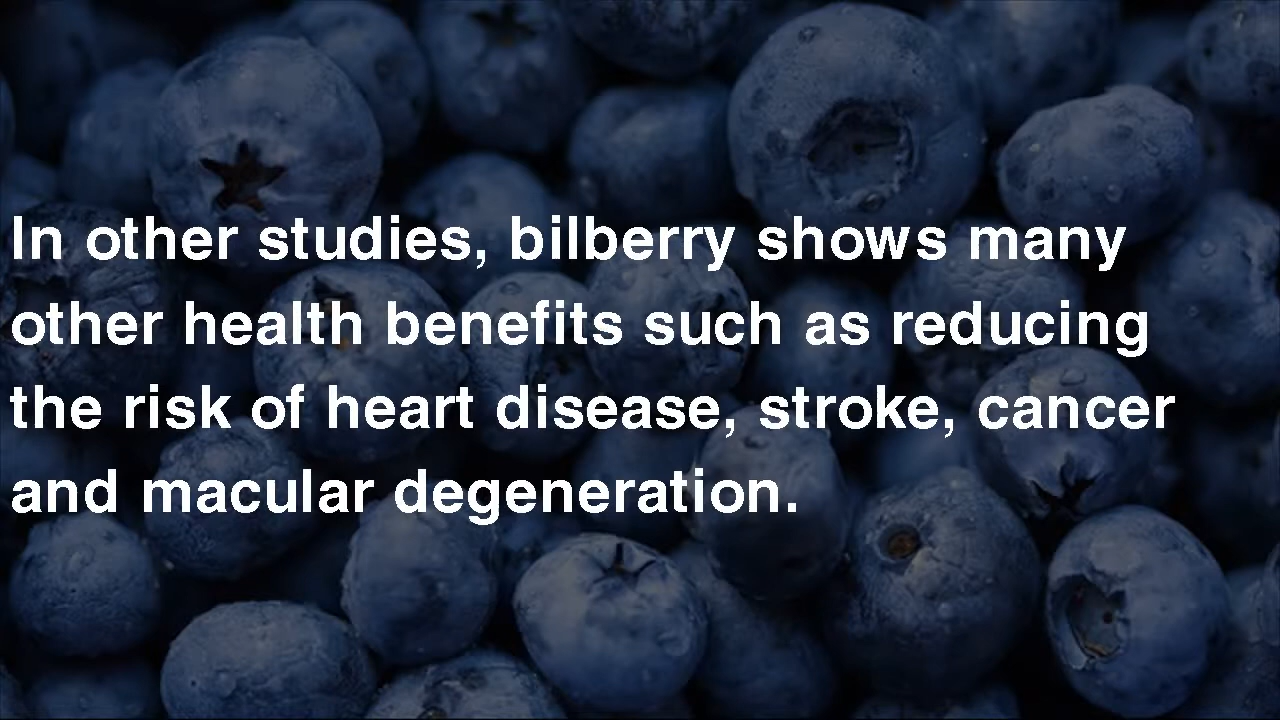 In other studies, bilberry shows many
other health benefits such as reducing
the risk of heart disease, stroke, cancer
and macular degeneration.